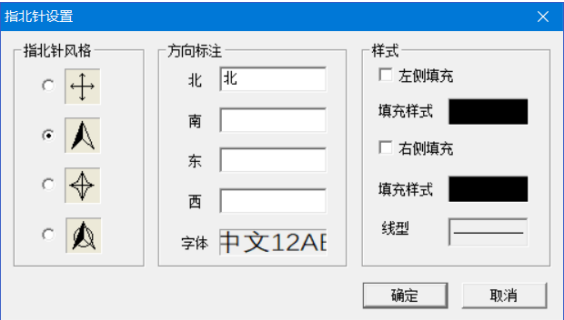 指北针设置
指北针风格
方向标注
北
北
南
东
西
字体
中文12AE
样式
左侧填充
填充样式
右侧填充
填充样式
线型
确定
取消